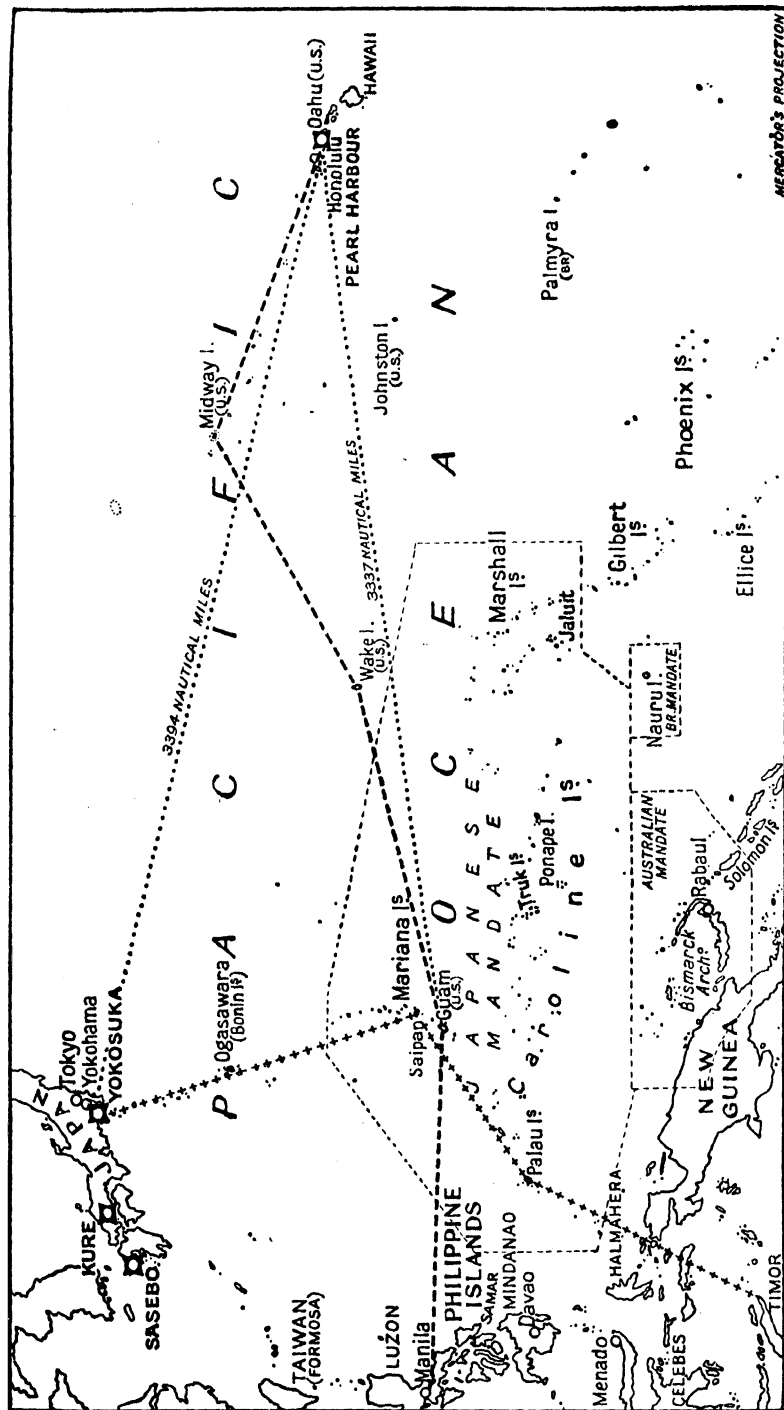 P A C I F I C
O C E A N
JAPAN
Tokyo
Yokohama
YOKOSUKA
KURE
SASEBO
3394 NAUTICAL MILES
Midway I.
(U.S.)
Oahu (U.S.)
Honolulu
PEARL HARBOUR
HAWAII
Ogasawara
(Bonin Is)
TAIWAN
(FORMOSA)
LUZON
Manila
PHILIPPINE
ISLANDS
SAMAR
MINDANAO
Davao
Mariana Is
Saipan
Guam
(U.S.)
Wake I.
(U.S.)
3337 NAUTICAL MILES
Johnston I.
(U.S.)
JAPANESE
MANDATE
Caroline Is
Truk Is
Ponape I.
Palau Is
Marshall
Is
Jaluit
Gilbert
Is
Palmyra I.
(BR)
Phœnix Is
Ellice Is
Nauru I.
BR. MANDATE
AUSTRALIAN
MANDATE
Rabaul
Solomon Is
Bismarck
Arch.
NEW
GUINEA
HALMAHERA
Menado
CELEBES
TIMOR
MERCATOR'S PROJECTION